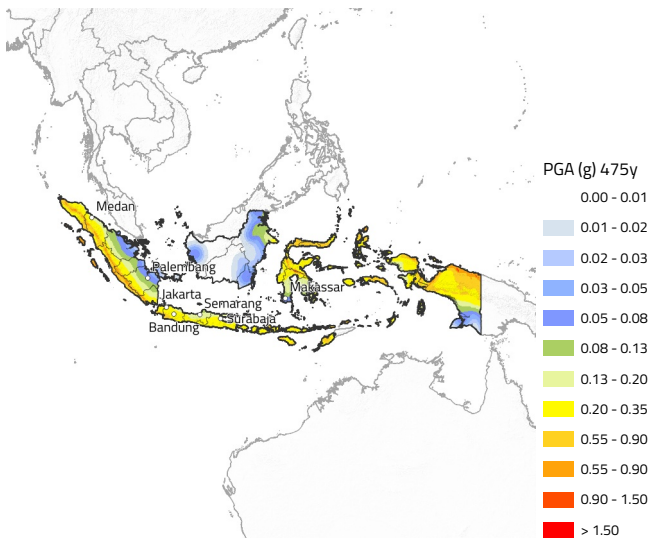 PGA (g) 475y
0.00 - 0.01
0.01 - 0.02
0.02 - 0.03
0.03 - 0.05
0.05 - 0.08
0.08 - 0.13
0.13 - 0.20
0.20 - 0.35
0.55 - 0.90
0.55 - 0.90
0.90 - 1.50
> 1.50
Medan
Palembang
Jakarta
Semarang
Bandung
Surabaja
Makassar